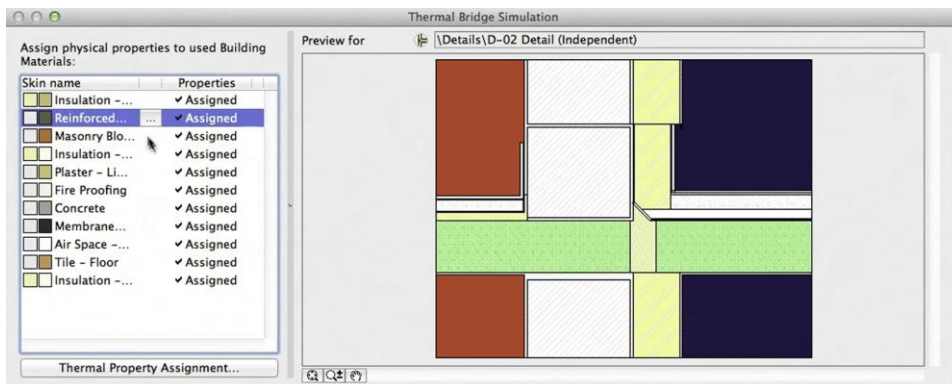 Thermal Bridge Simulation
Assign physical properties to used Building
Materials:
Skin name Properties
Insulation -... Assigned
Reinforced... ... Assigned
Masonry Blo... Assigned
Insulation -... Assigned
Plaster - Li... Assigned
Fire Proofing Assigned
Concrete Assigned
Membrane... Assigned
Air Space -... Assigned
Tile - Floor Assigned
Insulation -... Assigned
Thermal Property Assignment...
Preview for \Details\D-02 Detail (Independent)